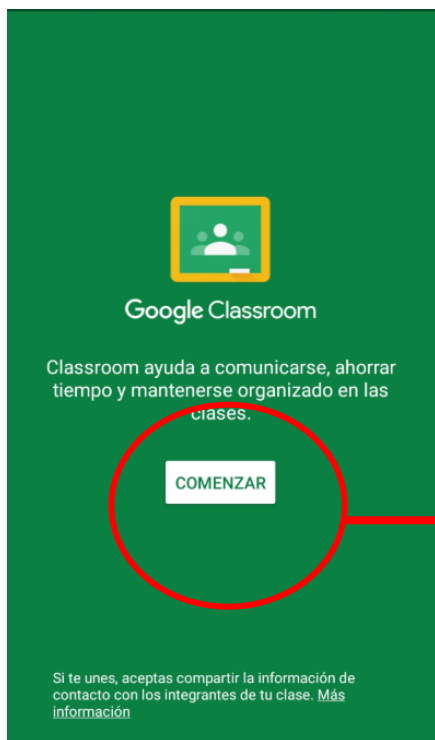 Google Classroom
Classroom ayuda a comunicarse, ahorrar
tiempo y mantenerse organizado en las
clases.
COMENZAR
Si te unes, aceptas compartir la información de
contacto con los integrantes de tu clase. Más
información